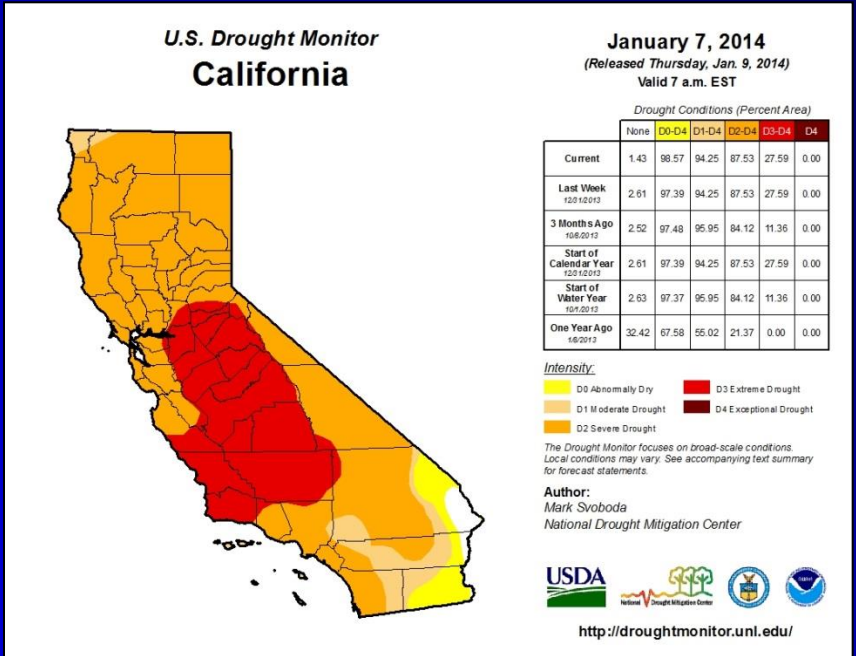 U.S. Drought Monitor
California
January 7, 2014
(Released Thursday, Jan. 9, 2014)
Valid 7 a.m. EST
Drought Conditions (Percent Area)
None D0-D4 D1-D4 D2-D4 D3-D4 D4
Current 1.43 98.57 94.25 87.53 27.59 0.00
Last Week 2.61 97.39 94.25 87.53 27.59 0.00
12/31/2013
3 Months Ago 2.52 97.48 95.95 84.12 11.36 0.00
10/8/2013
Start of
Calendar Year 2.61 97.39 94.25 87.53 27.59 0.00
12/31/2013
Start of
Water Year 2.63 97.37 95.95 84.12 11.36 0.00
10/1/2013
One Year Ago 32.42 67.58 55.02 21.37 0.00 0.00
1/8/2013
Intensity:
D0 Abnormally Dry D3 Extreme Drought
D1 Moderate Drought D4 Exceptional Drought
D2 Severe Drought
The Drought Monitor focuses on broad-scale conditions.
Local conditions may vary. See accompanying text summary
for forecast statements.
Author:
Mark Svoboda
National Drought Mitigation Center
USDA
National Drought Mitigation Center
http://droughtmonitor.unl.edu/